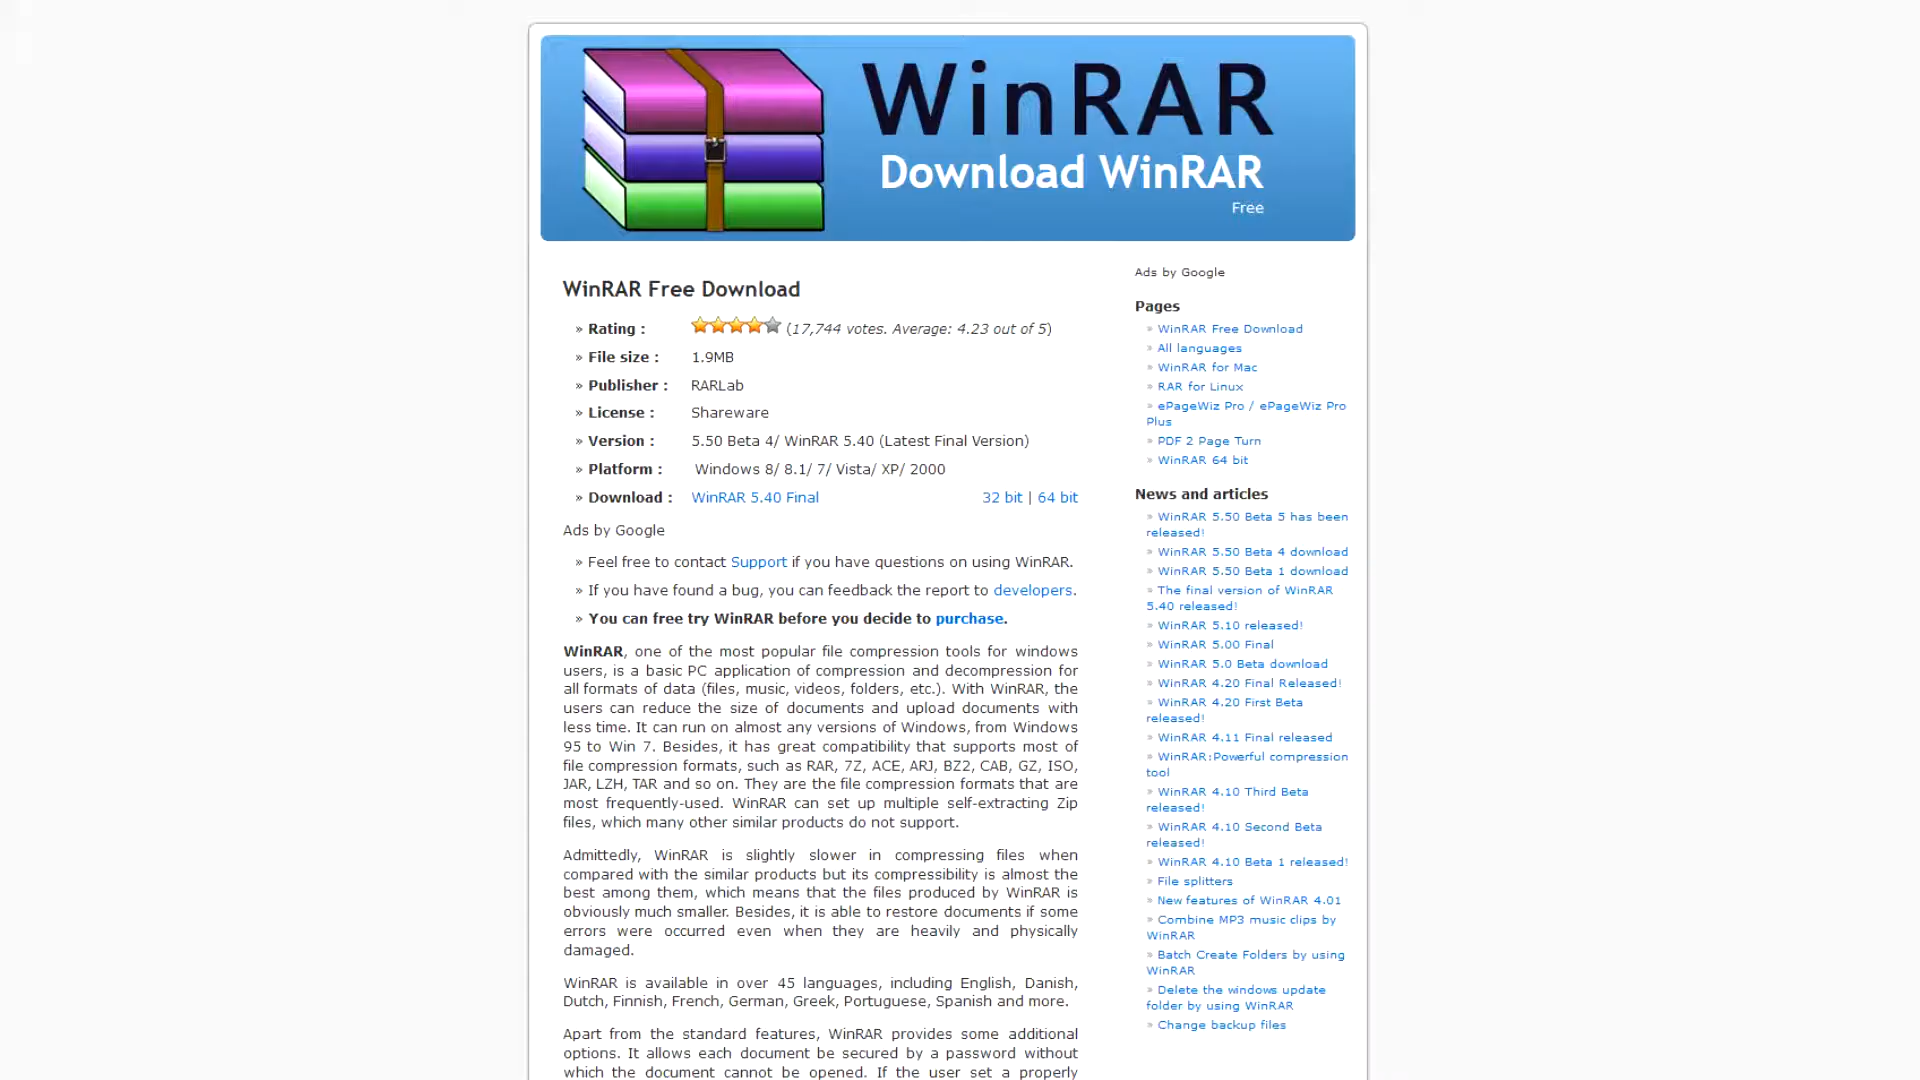 WinRAR
Download WinRAR
Free
WinRAR Free Download
» Rating : (17,744 votes. Average: 4.23 out of 5)
» File size : 1.9MB
» Publisher : RARLab
» License : Shareware
» Version : 5.50 Beta 4/ WinRAR 5.40 (Latest Final Version)
» Platform : Windows 8/ 8.1/ 7/ Vista/ XP/ 2000
» Download : WinRAR 5.40 Final 32 bit | 64 bit
Ads by Google
» Feel free to contact Support if you have questions on using WinRAR.
» If you have found a bug, you can feedback the report to developers.
» You can free try WinRAR before you decide to purchase.
WinRAR, one of the most popular file compression tools for windows
users, is a basic PC application of compression and decompression for
all formats of data (files, music, videos, folders, etc.). With WinRAR, the
users can reduce the size of documents and upload documents with
less time. It can run on almost any versions of Windows, from Windows
95 to Win 7. Besides, it has great compatibility that supports most of
file compression formats, such as RAR, 7Z, ACE, ARJ, BZ2, CAB, GZ, ISO,
JAR, LZH, TAR and so on. They are the file compression formats that are
most frequently-used. WinRAR can set up multiple self-extracting Zip
files, which many other similar products do not support.
Admittedly, WinRAR is slightly slower in compressing files when
compared with the similar products but its compressibility is almost the
best among them, which means that the files produced by WinRAR is
obviously much smaller. Besides, it is able to restore documents if some
errors were occurred even when they are heavily and physically
damaged.
WinRAR is available in over 45 languages, including English, Danish,
Dutch, Finnish, French, German, Greek, Portuguese, Spanish and more.
Apart from the standard features, WinRAR provides some additional
options. It allows each document be secured by a password without
which the document cannot be opened. If the user set a properly
Ads by Google
Pages
» WinRAR Free Download
» All languages
» WinRAR for Mac
» RAR for Linux
» ePageWiz Pro / ePageWiz Pro
Plus
» PDF 2 Page Turn
» WinRAR 64 bit
News and articles
» WinRAR 5.50 Beta 5 has been
released!
» WinRAR 5.50 Beta 4 download
» WinRAR 5.50 Beta 1 download
» The final version of WinRAR
5.40 released!
» WinRAR 5.10 released!
» WinRAR 5.00 Final
» WinRAR 5.0 Beta download
» WinRAR 4.20 Final Released!
» WinRAR 4.20 First Beta
released!
» WinRAR 4.11 Final released
» WinRAR:Powerful compression
tool
» WinRAR 4.10 Third Beta
released!
» WinRAR 4.10 Second Beta
released!
» WinRAR 4.10 Beta 1 released!
» File splitters
» New features of WinRAR 4.01
» Combine MP3 music clips by
WinRAR
» Batch Create Folders by using
WinRAR
» Delete the windows update
folder by using WinRAR
» Change backup files